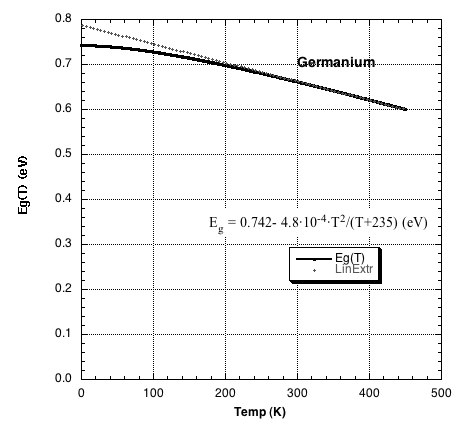 0.8
0.7
0.6
0.5
0.4
0.3
0.2
0.1
0.0
Eg(T) (eV)
Germanium
E_g = 0.742- 4.8·10^-4·T^2/(T+235) (eV)
Eg(T)
LinExtr
0 100 200 300 400 500
Temp (K)